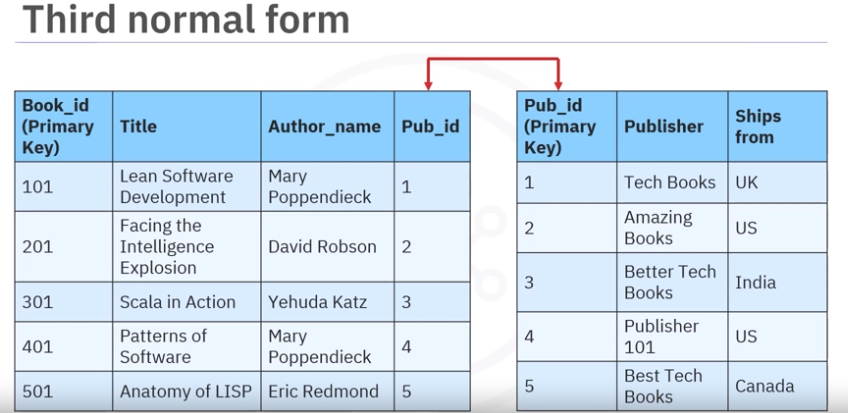 Third normal form
Book_id
(Primary
Key)
Title
Author_name
Pub_id
101
Lean Software
Development
Mary
Poppendieck
1
201
Facing the
Intelligence
Explosion
David Robson
2
301
Scala in Action
Yehuda Katz
3
401
Patterns of
Software
Mary
Poppendieck
4
501
Anatomy of LISP
Eric Redmond
5
Pub_id
(Primary
Key)
Publisher
Ships
from
1
Tech Books
UK
2
Amazing
Books
US
3
Better Tech
Books
India
4
Publisher
101
US
5
Best Tech
Books
Canada